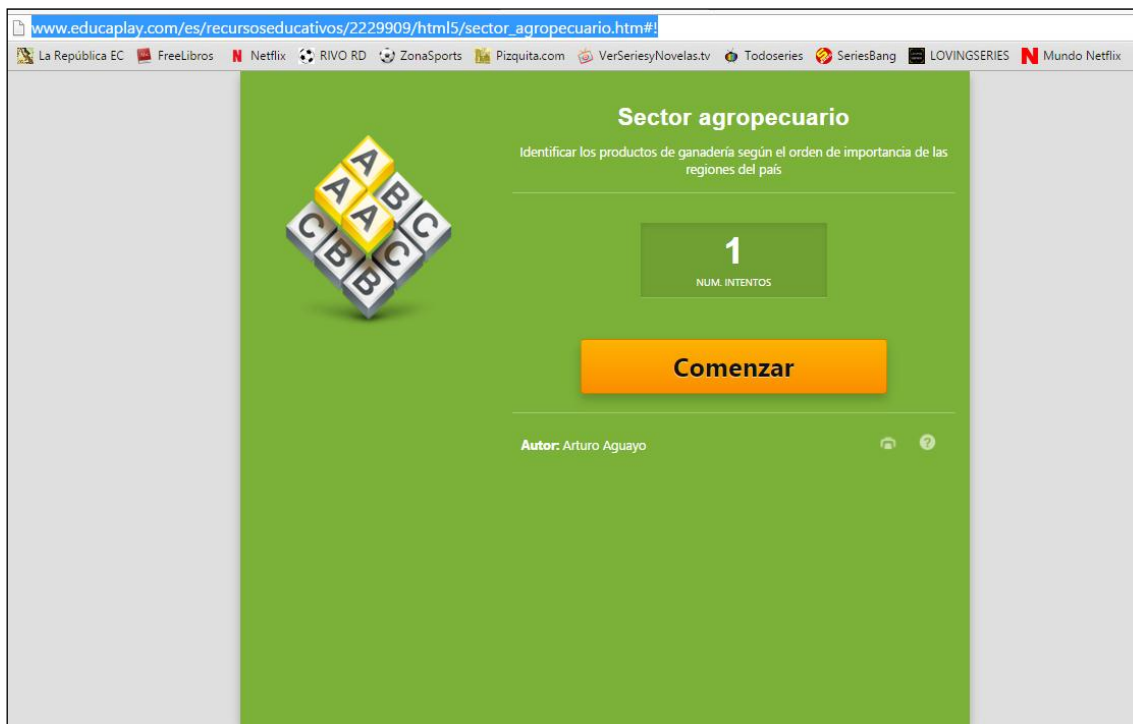 www.educaplay.com/es/recursoseducativos/2229909/html5/sector_agropecuario.htm#!
La República EC FreeLibros Netflix RIVO RD ZonaSports Pizquita.com VerSeriesyNovelas.tv Todoseries SeriesBang LOVINGSERIES Mundo Netflix
Sector agropecuario
Identificar los productos de ganadería según el orden de importancia de las
regiones del país
A
A B
A C
C C
B B
B
1
NUM. INTENTOS
Comenzar
Autor: Arturo Aguayo